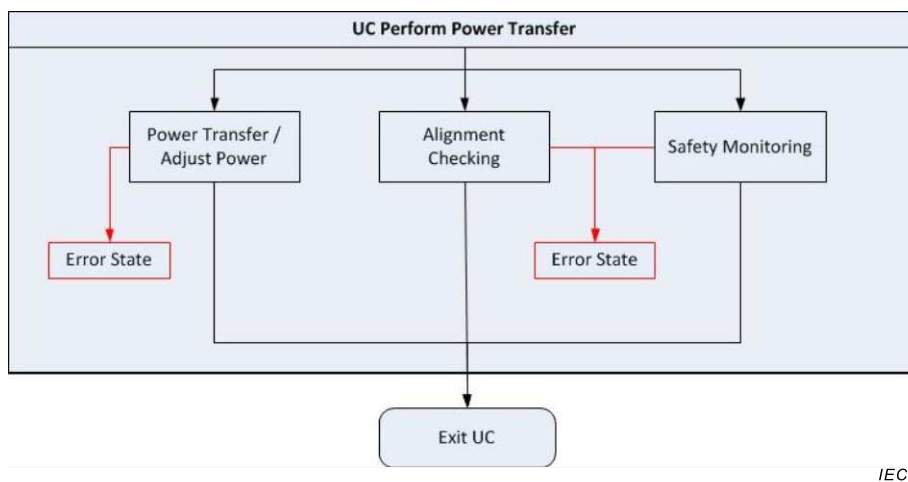 UC Perform Power Transfer
Power Transfer /
Adjust Power
Alignment
Checking
Safety Monitoring
Error State
Error State
Exit UC
IEC